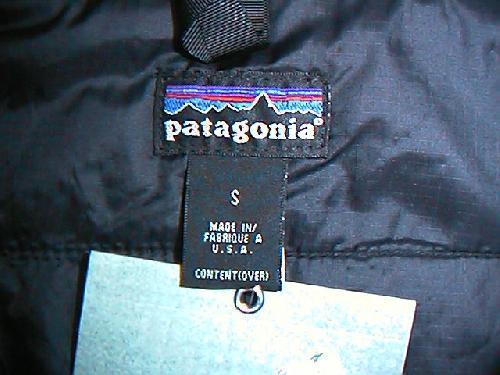 patagonia®
S
MADE IN/
FABRIQUE A
U.S.A.
CONTENT(OVER)